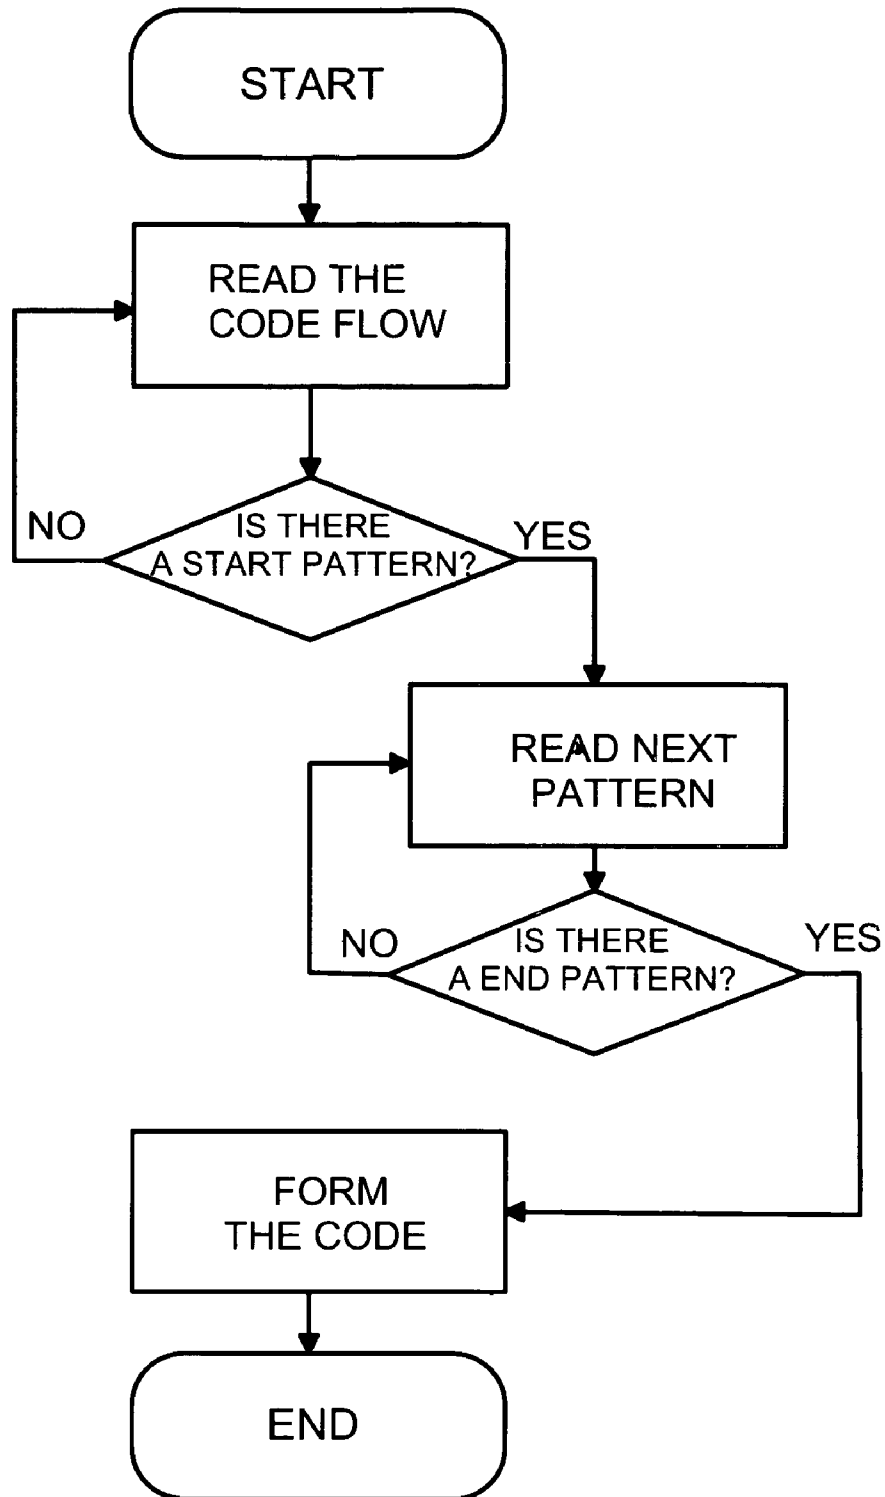 START
READ THE
CODE FLOW
NO
IS THERE
A START PATTERN?
YES
READ NEXT
PATTERN
NO
IS THERE
A END PATTERN?
YES
FORM
THE CODE
END